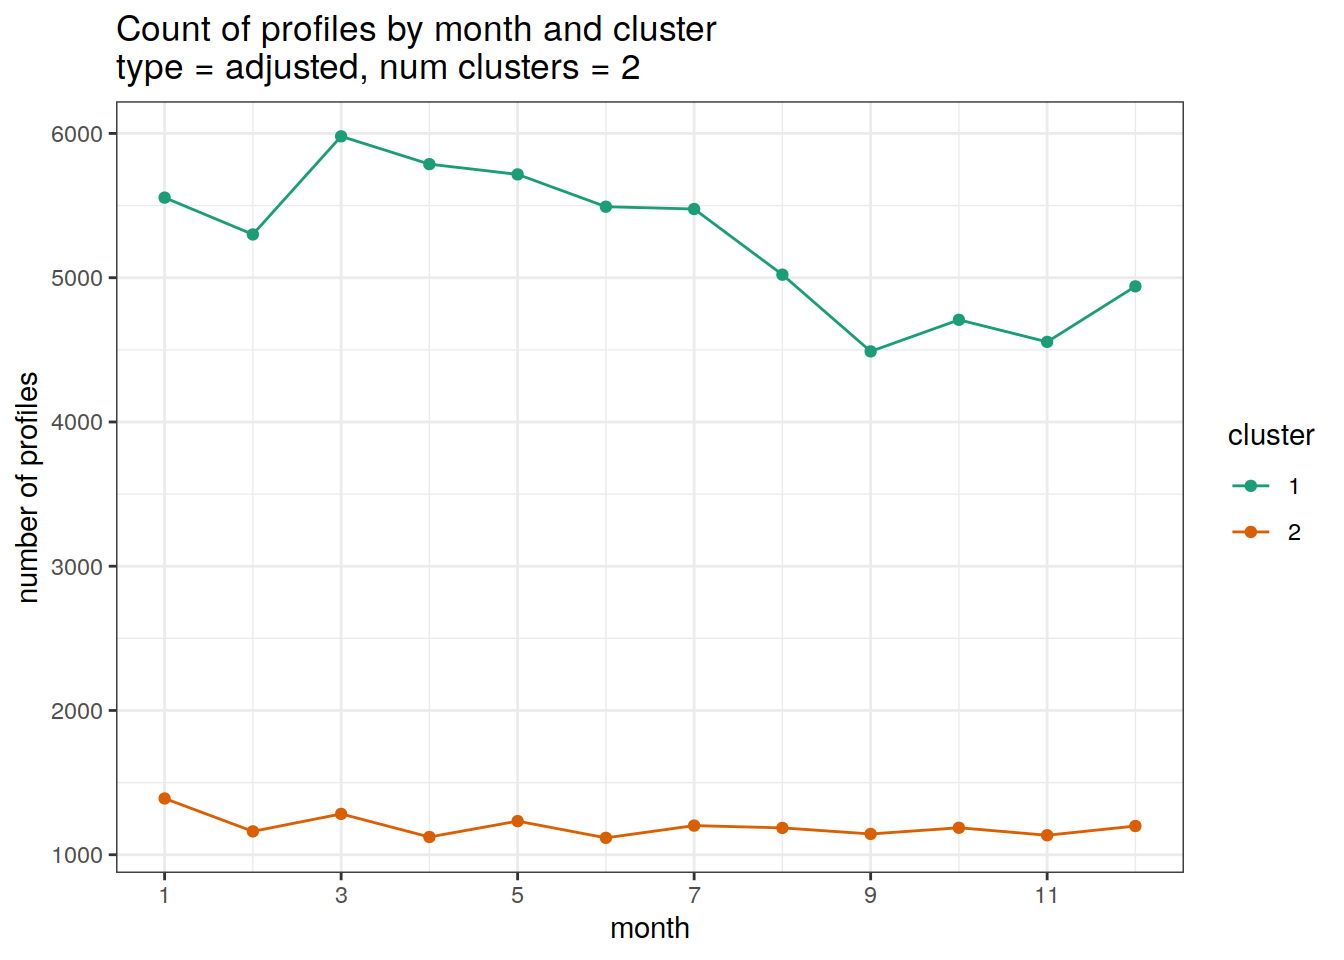 Count of profiles by month and cluster
type = adjusted, num clusters = 2
6000
5000
4000
3000
2000
1000
number of profiles
1 3 5 7 9 11
month
cluster
1
2